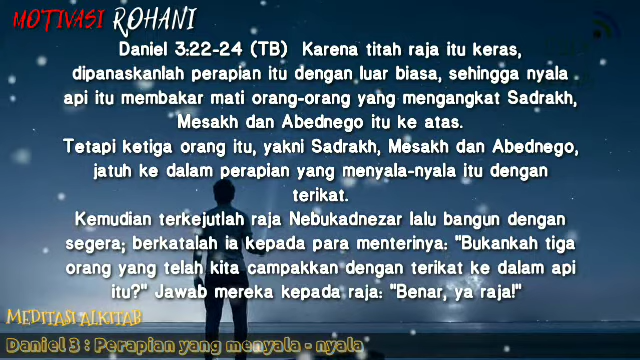 MOTIVASI ROHANI
Daniel 3:22-24 (TB) Karena titah raja itu keras,
dipanaskanlah perapian itu dengan luar biasa, sehingga nyala
api itu membakar mati orang-orang yang mengangkat Sadrakh,
Mesakh dan Abednego itu ke atas.
Tetapi ketiga orang itu, yakni Sadrakh, Mesakh dan Abednego,
jatuh ke dalam perapian yang menyala-nyala itu dengan
terikat.
Kemudian terkejutlah raja Nebukadnezar lalu bangun dengan
segera; berkatalah ia kepada para menterinya: "Bukankah tiga
orang yang telah kita campakkan dengan terikat ke dalam api
itu?" Jawab mereka kepada raja: "Benar, ya raja!"
MEDITASI ALKITAB
Daniel 3 : Perapian yang menyala - nyala